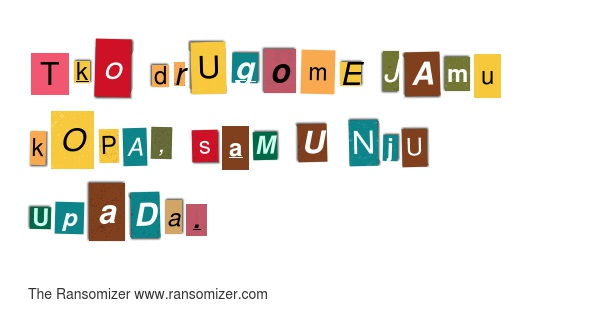 Tko drUgomE JAmu
kOPA, saM U NjU
UpaDa.
The Ransomizer www.ransomizer.com